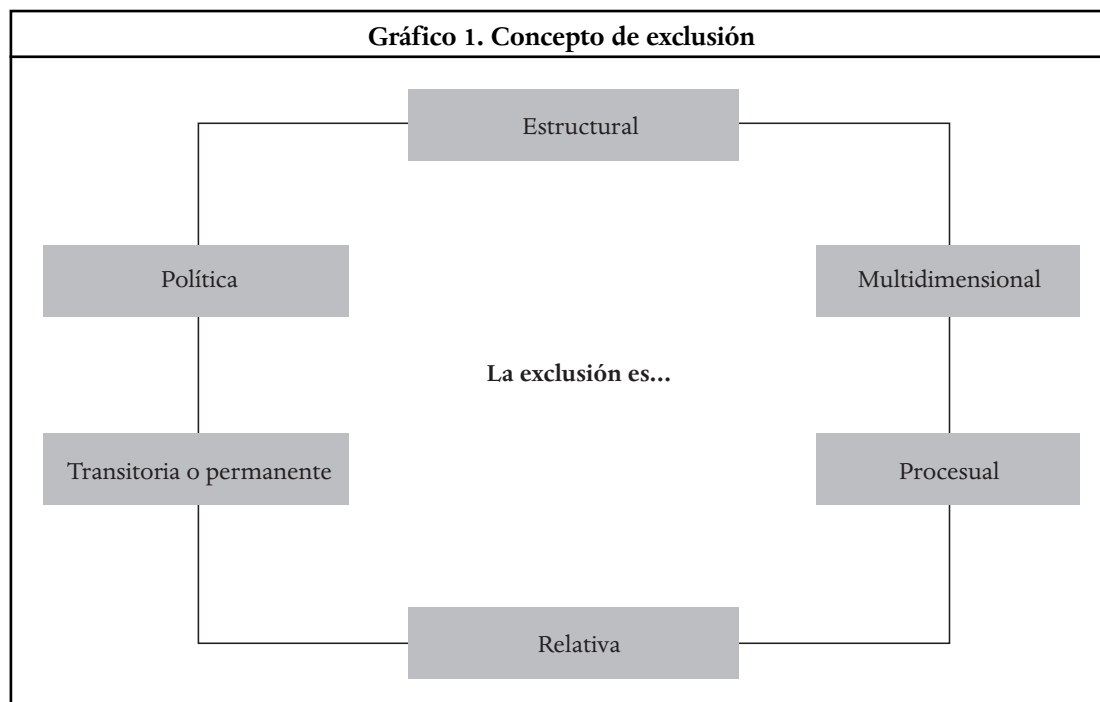 Gráfico 1. Concepto de exclusión
Estructural
Política
Multidimensional
La exclusión es...
Transitoria o permanente
Procesual
Relativa